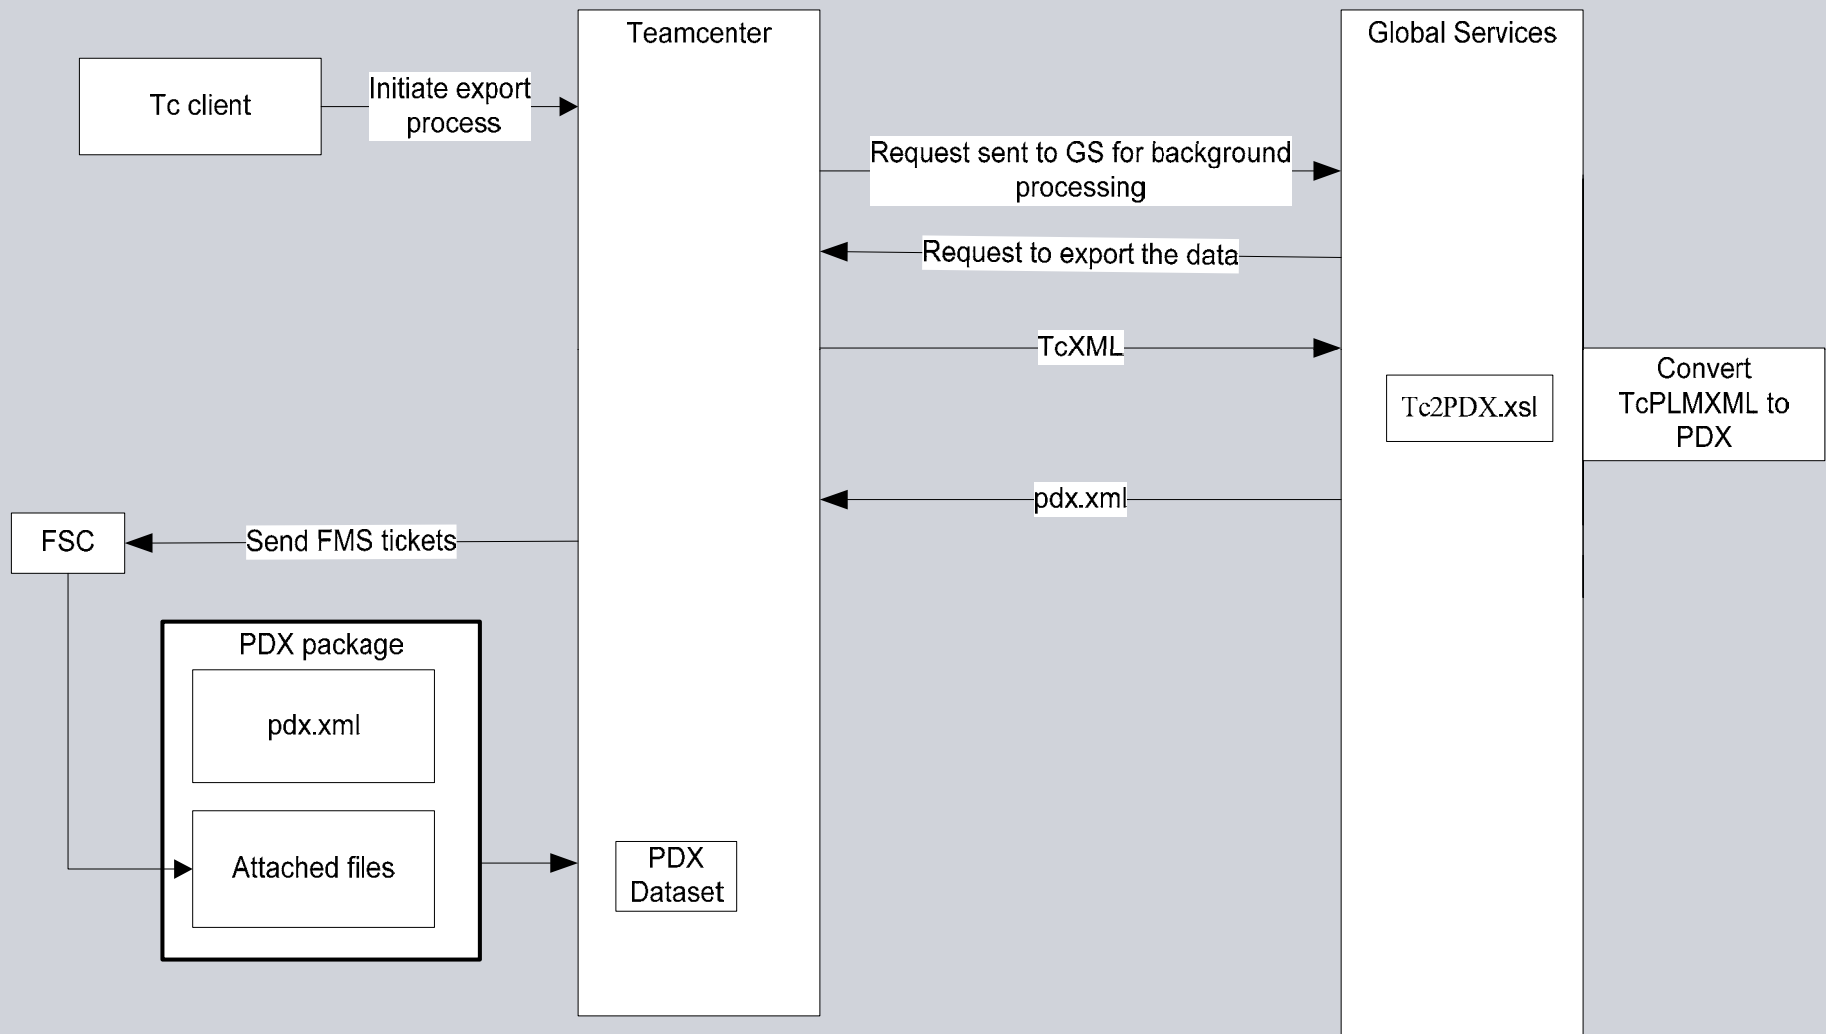 Teamcenter
Global Services
Tc client
Initiate export
process
Request sent to GS for background
processing
Request to export the data
TcXML
Convert
TcPLMXML to
PDX
Tc2PDX.xsl
pdx.xml
FSC
Send FMS tickets
PDX package
pdx.xml
Attached files
PDX
Dataset